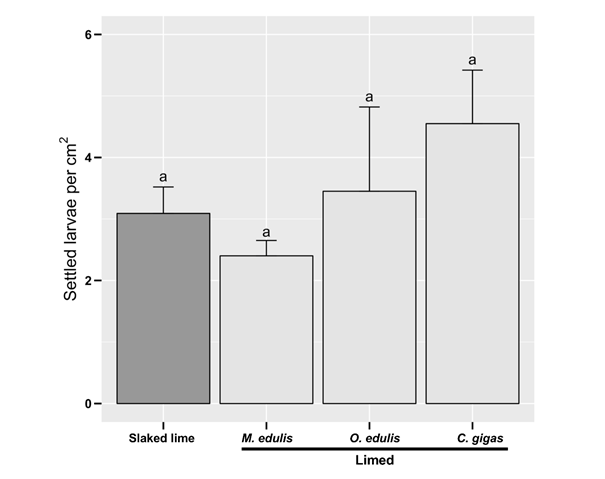 Settled larvae per cm²
6
4
2
0
a
a
a
a
Slaked lime
M. edulis
O. edulis
C. gigas
Limed